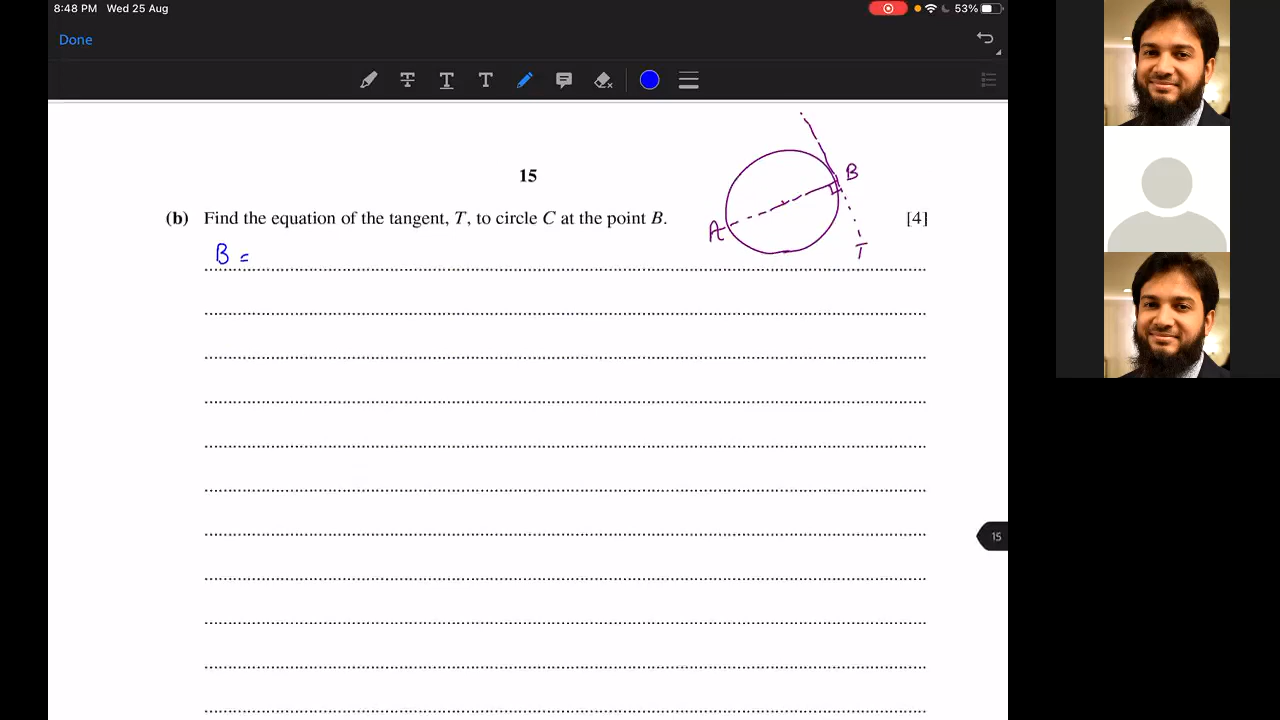 8:48 PM Wed 25 Aug
53%
Done
T T T
15
B
(b) Find the equation of the tangent, T, to circle C at the point B. [4]
A
T
B =
15